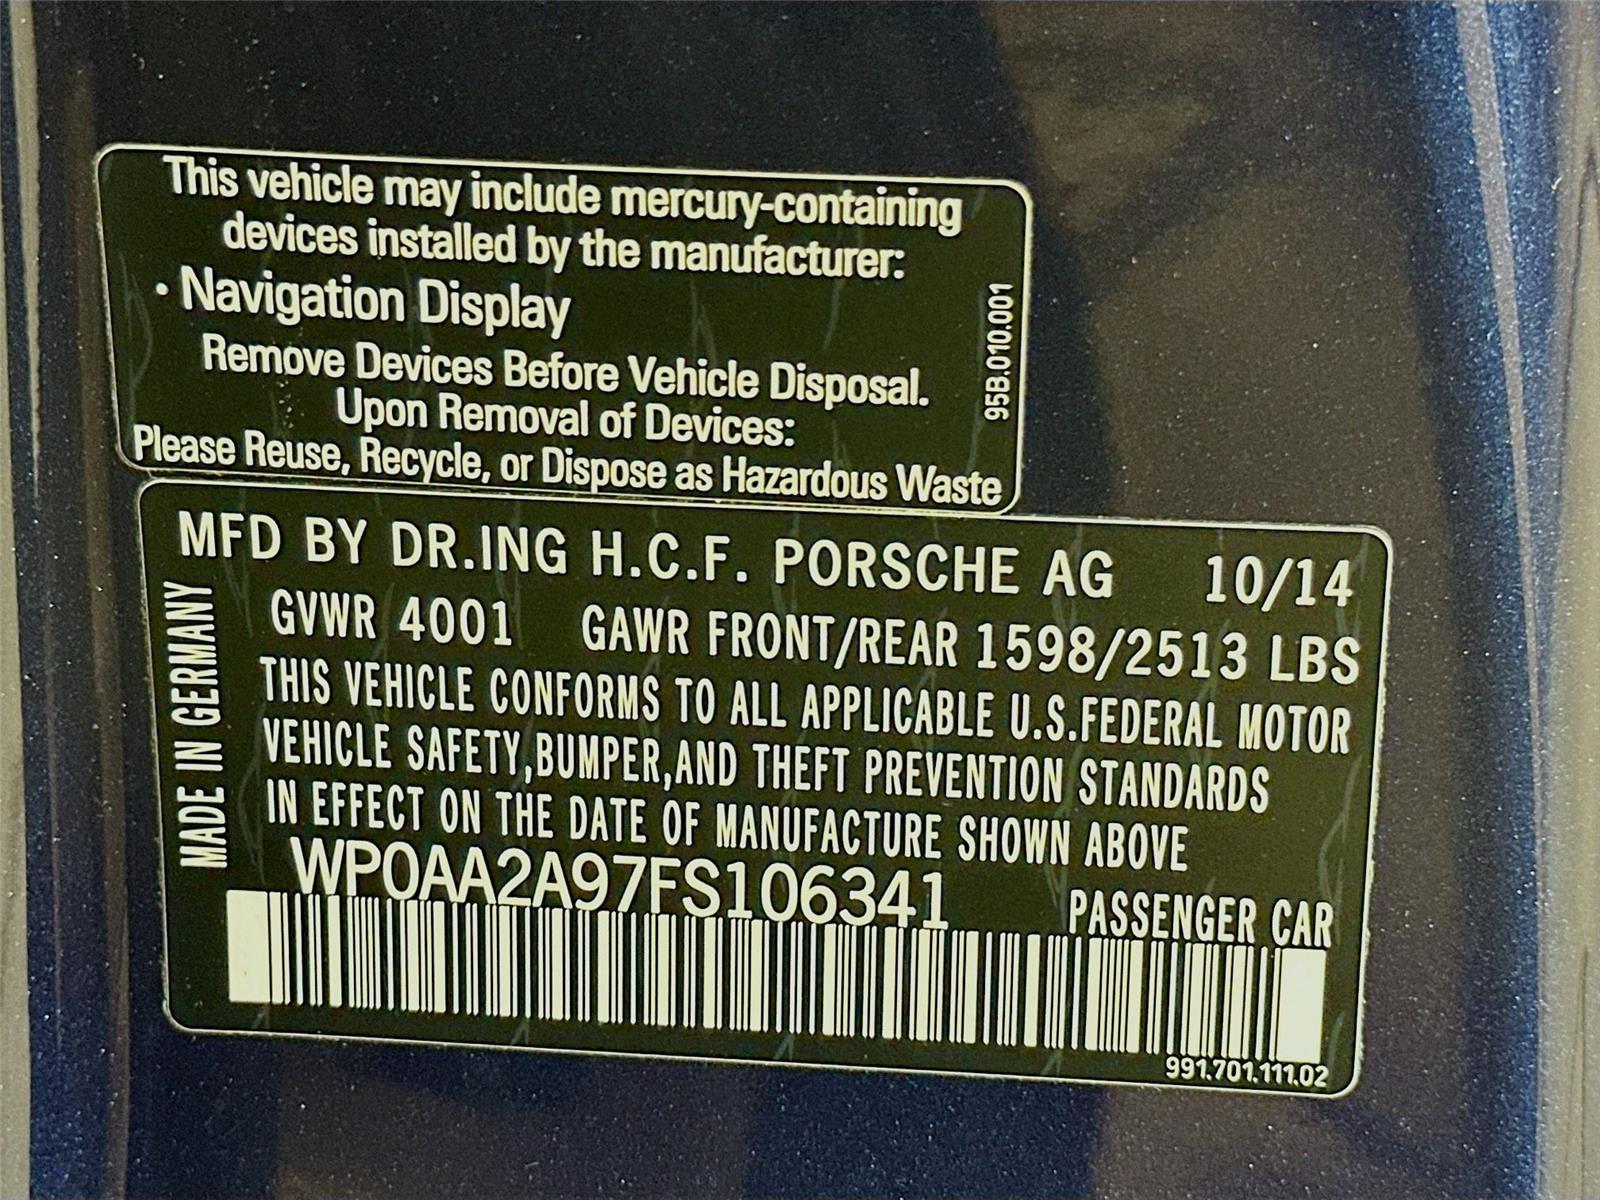 This vehicle may include mercury-containing
devices installed by the manufacturer:
• Navigation Display
Remove Devices Before Vehicle Disposal.
Upon Removal of Devices:
Please Reuse, Recycle, or Dispose as Hazardous Waste
95B.010.001
MFD BY DR.ING H.C.F. PORSCHE AG 10/14
GVWR 4001 GAWR FRONT/REAR 1598/2513 LBS
THIS VEHICLE CONFORMS TO ALL APPLICABLE U.S.FEDERAL MOTOR
VEHICLE SAFETY,BUMPER,AND THEFT PREVENTION STANDARDS
IN EFFECT ON THE DATE OF MANUFACTURE SHOWN ABOVE
MADE IN GERMANY
WP0AA2A97FS106341
PASSENGER CAR
991.701.111.02